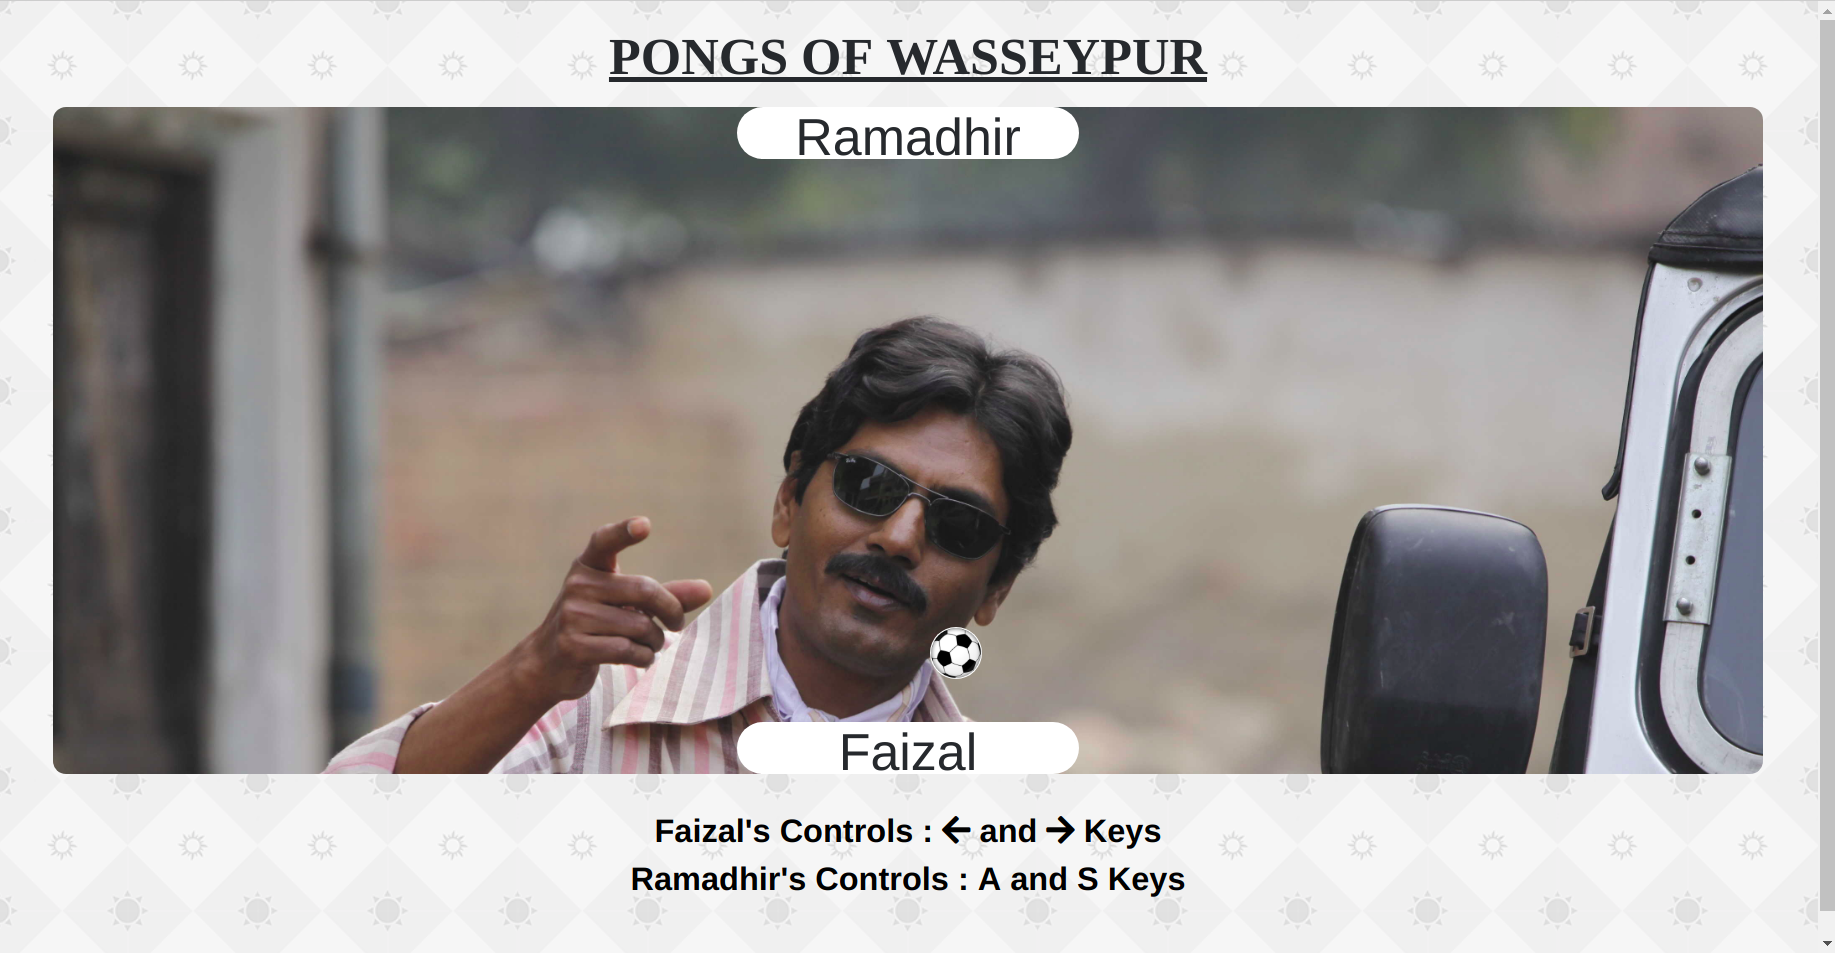 PONGS OF WASSEYPUR
Ramadhir
Faizal
Faizal's Controls : ← and → Keys
Ramadhir's Controls : A and S Keys